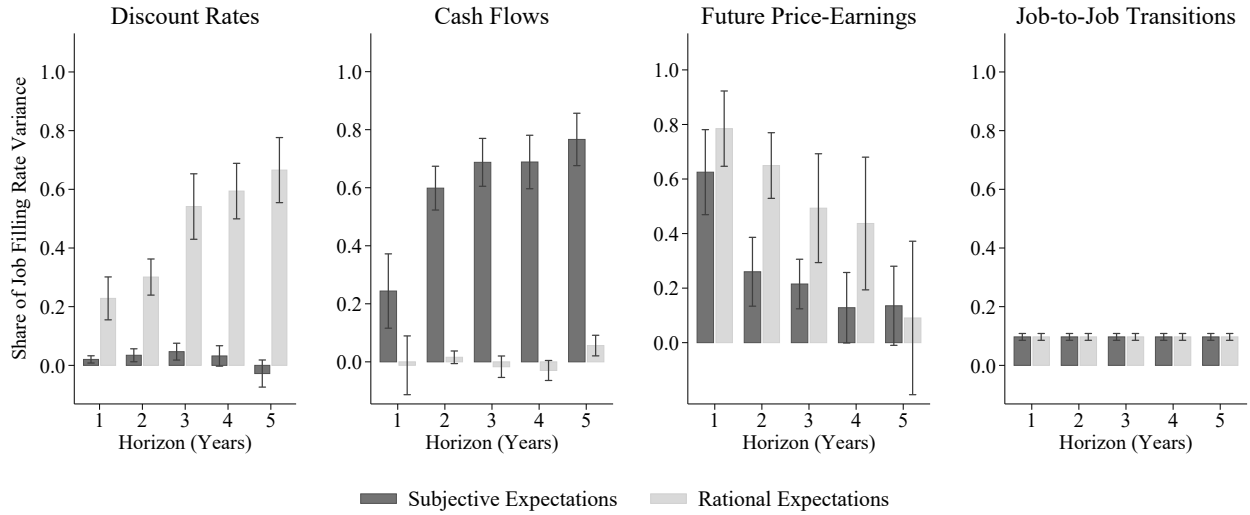 Discount Rates
Cash Flows
Future Price-Earnings
Job-to-Job Transitions
Share of Job Filling Rate Variance
1.0
0.8
0.6
0.4
0.2
0.0
1 2 3 4 5
Horizon (Years)
1.0
0.8
0.6
0.4
0.2
0.0
1 2 3 4 5
Horizon (Years)
1.0
0.8
0.6
0.4
0.2
0.0
1 2 3 4 5
Horizon (Years)
1.0
0.8
0.6
0.4
0.2
0.0
1 2 3 4 5
Horizon (Years)
Subjective Expectations
Rational Expectations